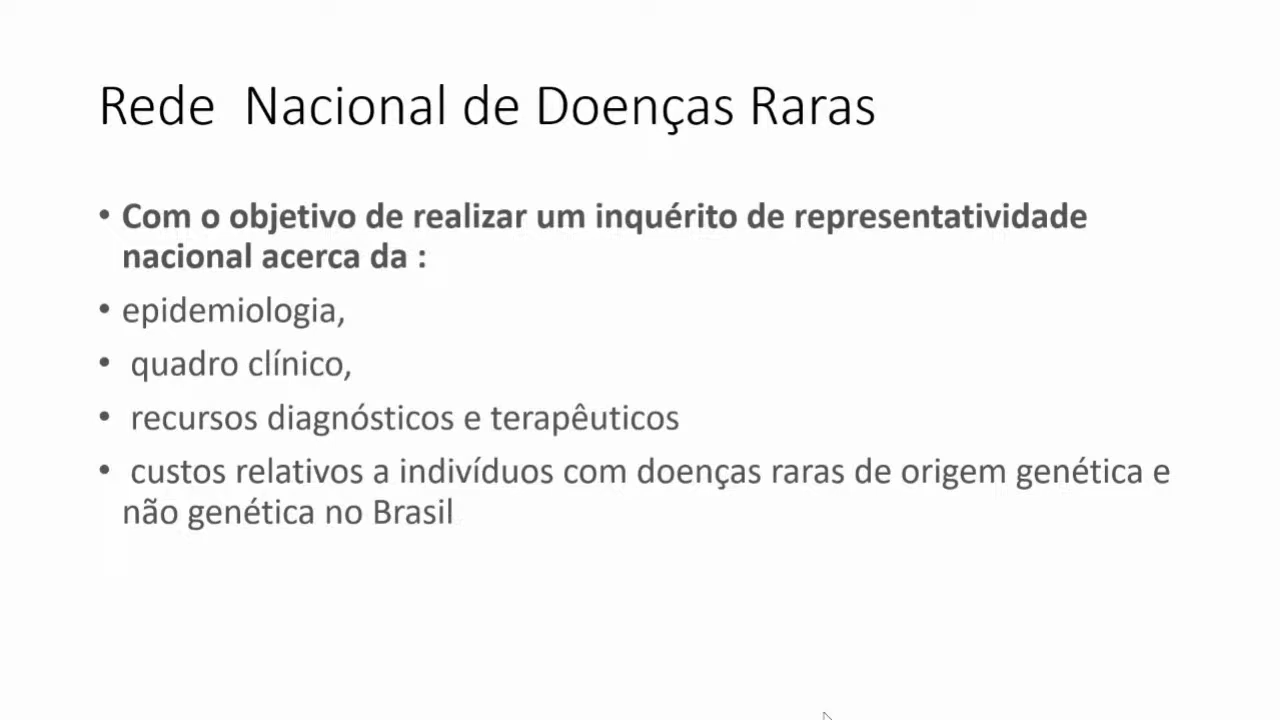 Rede Nacional de Doenças Raras
• Com o objetivo de realizar um inquérito de representatividade
nacional acerca da :
• epidemiologia,
• quadro clínico,
• recursos diagnósticos e terapêuticos
• custos relativos a indivíduos com doenças raras de origem genética e
não genética no Brasil